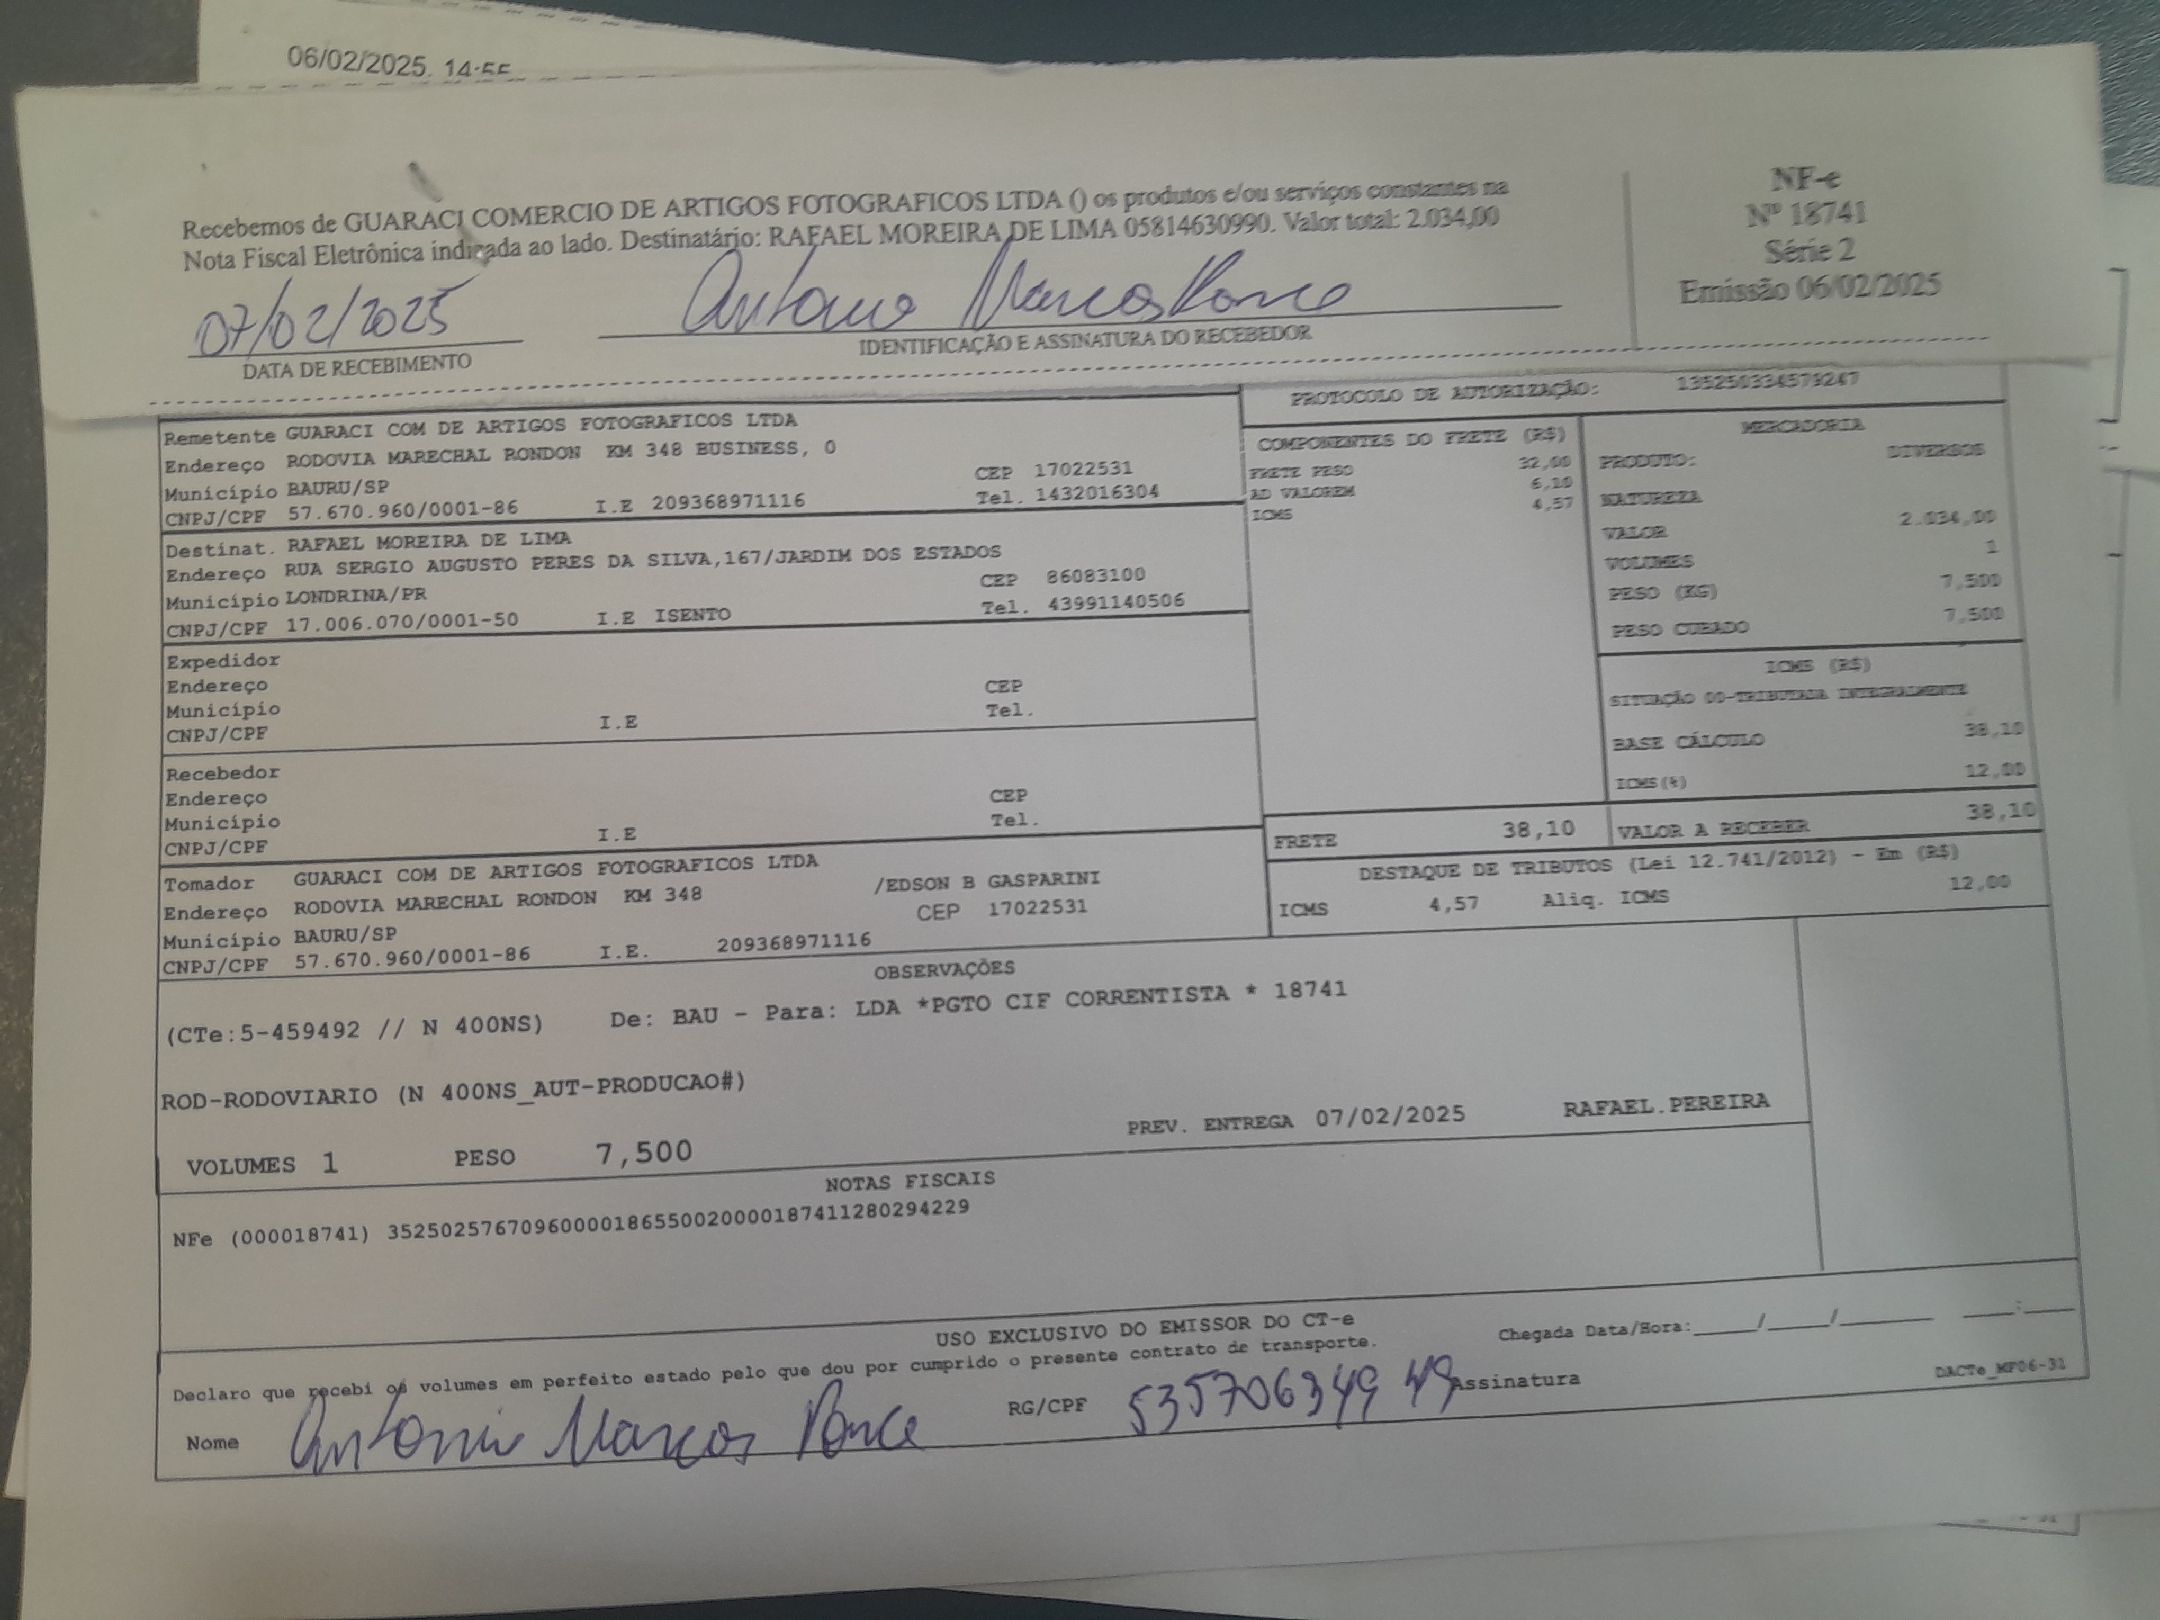 06/02/2025, 14:55
Recebemos de GUARACI COMERCIO DE ARTIGOS FOTOGRAFICOS LTDA () os produtos e/ou serviços constantes na
Nota Fiscal Eletrônica indicada ao lado. Destinatário: RAFAEL MOREIRA DE LIMA 05814630990. Valor total: 2.034,00
NF-e
Nº 18741
Série 2
Emissão 06/02/2025
07/02/2025
Antonio Marcos Ponce
DATA DE RECEBIMENTO
IDENTIFICAÇÃO E ASSINATURA DO RECEBEDOR
PROTOCOLO DE AUTORIZAÇÃO: 135250334579247
Remetente GUARACI COM DE ARTIGOS FOTOGRAFICOS LTDA
Endereço RODOVIA MARECHAL RONDON KM 348 BUSINESS, 0
Município BAURU/SP CEP 17022531
CNPJ/CPF 57.670.960/0001-86 I.E 209368971116 Tel. 1432016304
Destinat. RAFAEL MOREIRA DE LIMA
Endereço RUA SERGIO AUGUSTO PERES DA SILVA,167/JARDIM DOS ESTADOS
Município LONDRINA/PR CEP 86083100
CNPJ/CPF 17.006.070/0001-50 I.E ISENTO Tel. 43991140506
Expedidor
Endereço
Município CEP
CNPJ/CPF I.E Tel.
Recebedor
Endereço
Município CEP
CNPJ/CPF I.E Tel.
Tomador GUARACI COM DE ARTIGOS FOTOGRAFICOS LTDA
Endereço RODOVIA MARECHAL RONDON KM 348 /EDSON B GASPARINI
Município BAURU/SP CEP 17022531
CNPJ/CPF 57.670.960/0001-86 I.E. 209368971116
COMPONENTES DO FRETE (R$)
FRETE PESO 32,00
AD VALOREM 6,10
ICMS 4,57
MERCADORIA
PRODUTO: DIVERSOS
NATUREZA
VALOR 2.034,00
VOLUMES 1
PESO (KG) 7,500
PESO CUBADO 7,500
ICMS (R$)
SITUAÇÃO 00-TRIBUTADA INTEGRALMENTE
BASE CÁLCULO 38,10
ICMS(%) 12,00
FRETE 38,10 VALOR A RECEBER 38,10
DESTAQUE DE TRIBUTOS (Lei 12.741/2012) - Em (R$)
ICMS 4,57 Aliq. ICMS 12,00
OBSERVAÇÕES
(CTe:5-459492 // N 400NS) De: BAU - Para: LDA *PGTO CIF CORRENTISTA * 18741
ROD-RODOVIARIO (N 400NS_AUT-PRODUCAO#)
PREV. ENTREGA 07/02/2025 RAFAEL.PEREIRA
VOLUMES 1 PESO 7,500
NOTAS FISCAIS
NFe (000018741) 35250257670960000186550020000187411280294229
USO EXCLUSIVO DO EMISSOR DO CT-e
Declaro que recebi os volumes em perfeito estado pelo que dou por cumprido o presente contrato de transporte.
Chegada Data/Hora:_____/_____/________ ____:____
Nome Antonio Marcos Ponce RG/CPF 535706349 49 Assinatura
DACTe_MF06-31